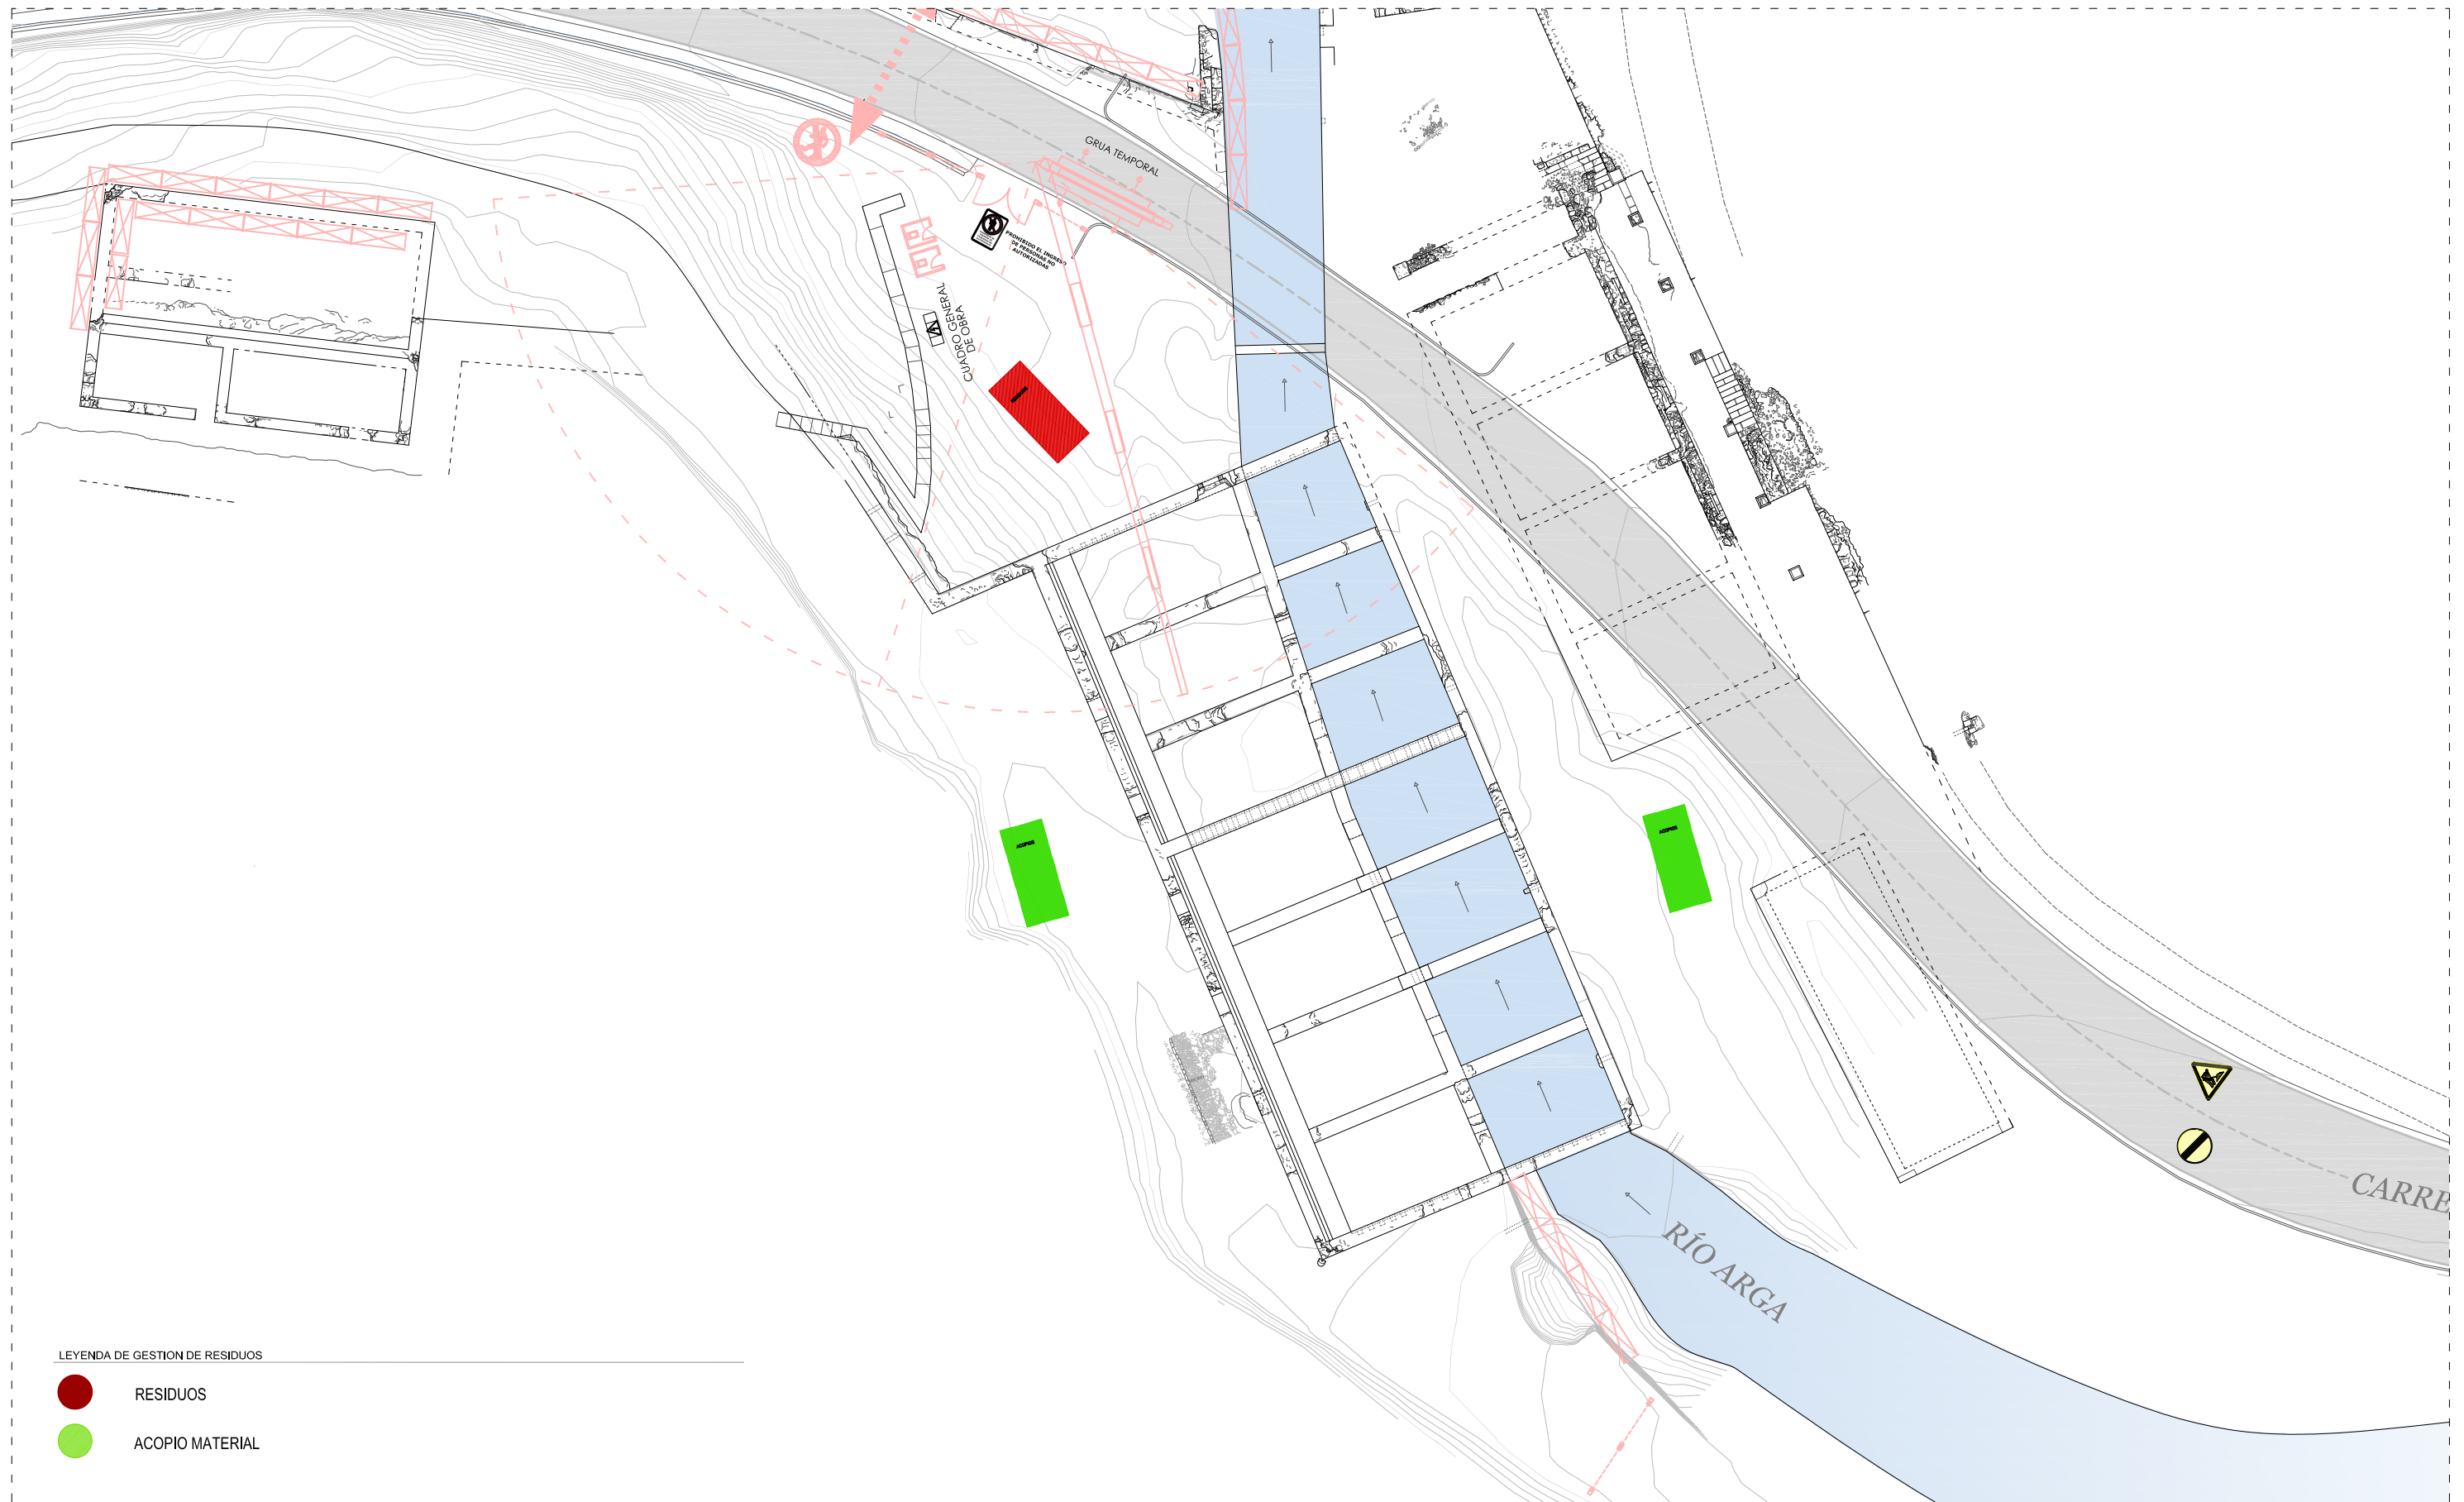 GRUA TEMPORAL
PROHIBIDO EL INGRESO
DE PERSONAS NO
AUTORIZADAS
CUADRO GENERAL
DE OBRA
RESIDUOS
ACOPIOS
ACOPIOS
CARRE
RÍO ARGA
LEYENDA DE GESTION DE RESIDUOS
RESIDUOS
ACOPIO MATERIAL